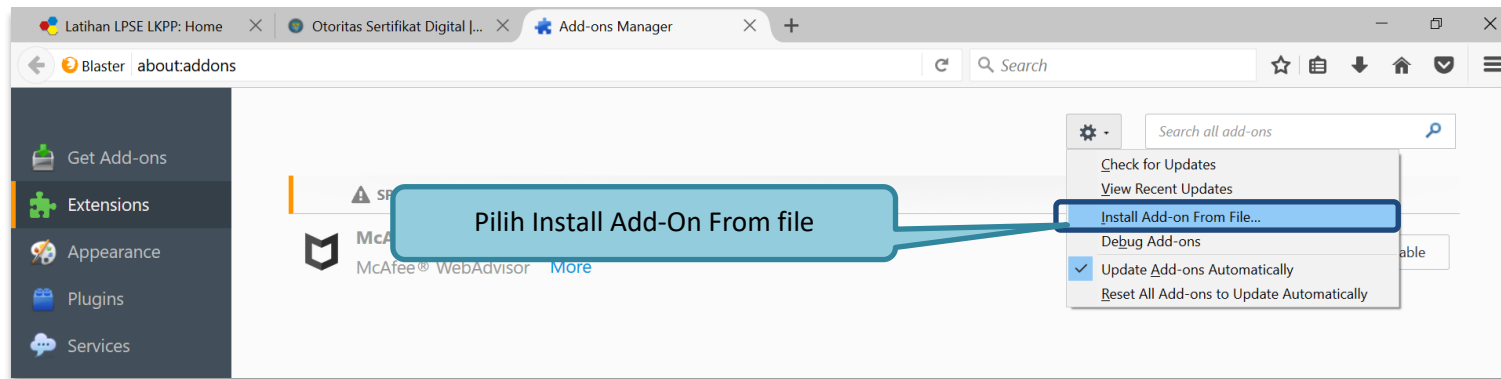 Latihan LPSE LKPP: Home
Otoritas Sertifikat Digital |...
Add-ons Manager
Blaster about:addons
Search
Search all add-ons
Get Add-ons
Extensions
Appearance
Plugins
Services
Check for Updates
View Recent Updates
Install Add-on From File...
Debug Add-ons
Update Add-ons Automatically
Reset All Add-ons to Update Automatically
Pilih Install Add-On From file
McAfee® WebAdvisor More